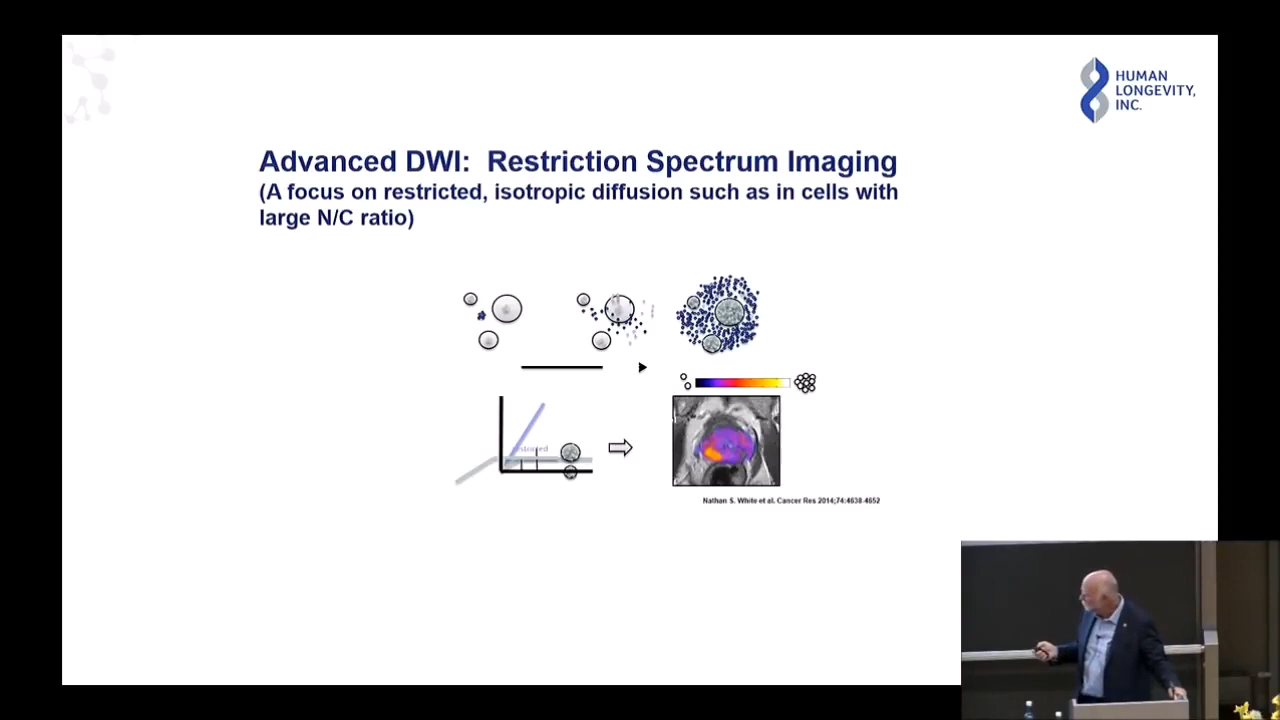 HUMAN
LONGEVITY,
INC.
Advanced DWI: Restriction Spectrum Imaging
(A focus on restricted, isotropic diffusion such as in cells with
large N/C ratio)
restricted
Nathan S. White et al. Cancer Res 2014;74:4638-4652